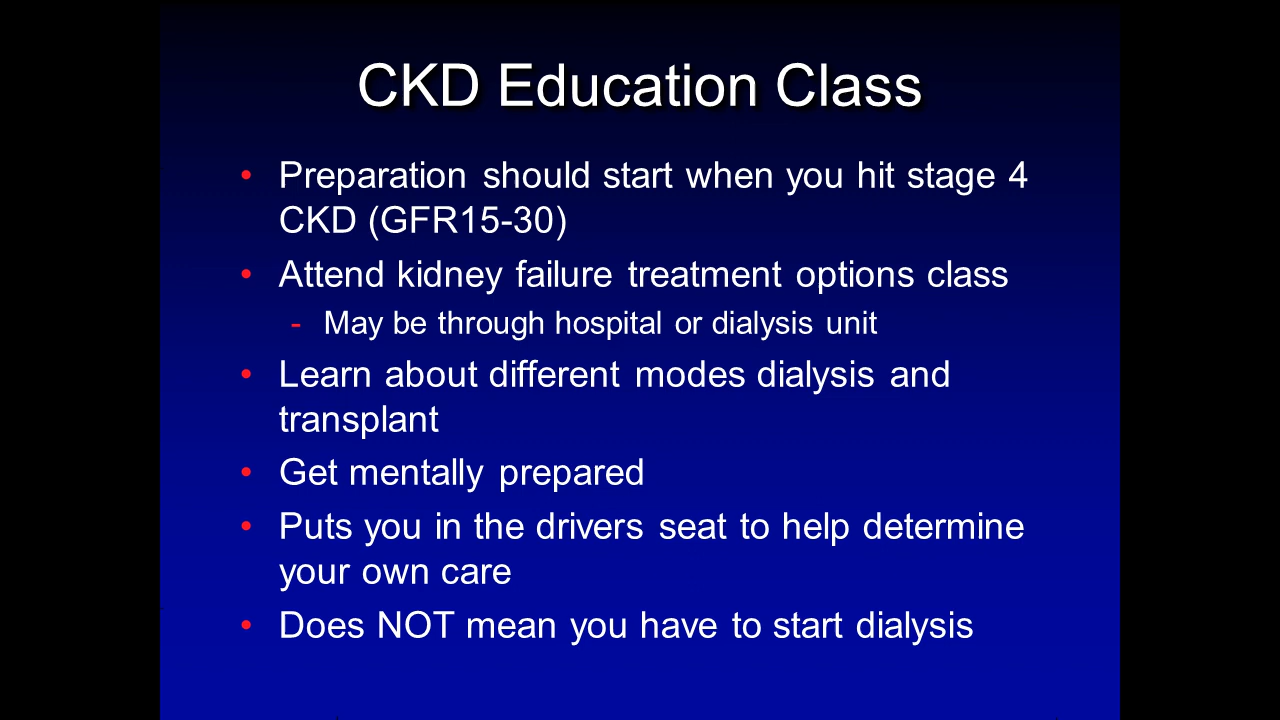 CKD Education Class
• Preparation should start when you hit stage 4
CKD (GFR15-30)
• Attend kidney failure treatment options class
- May be through hospital or dialysis unit
• Learn about different modes dialysis and
transplant
• Get mentally prepared
• Puts you in the drivers seat to help determine
your own care
• Does NOT mean you have to start dialysis